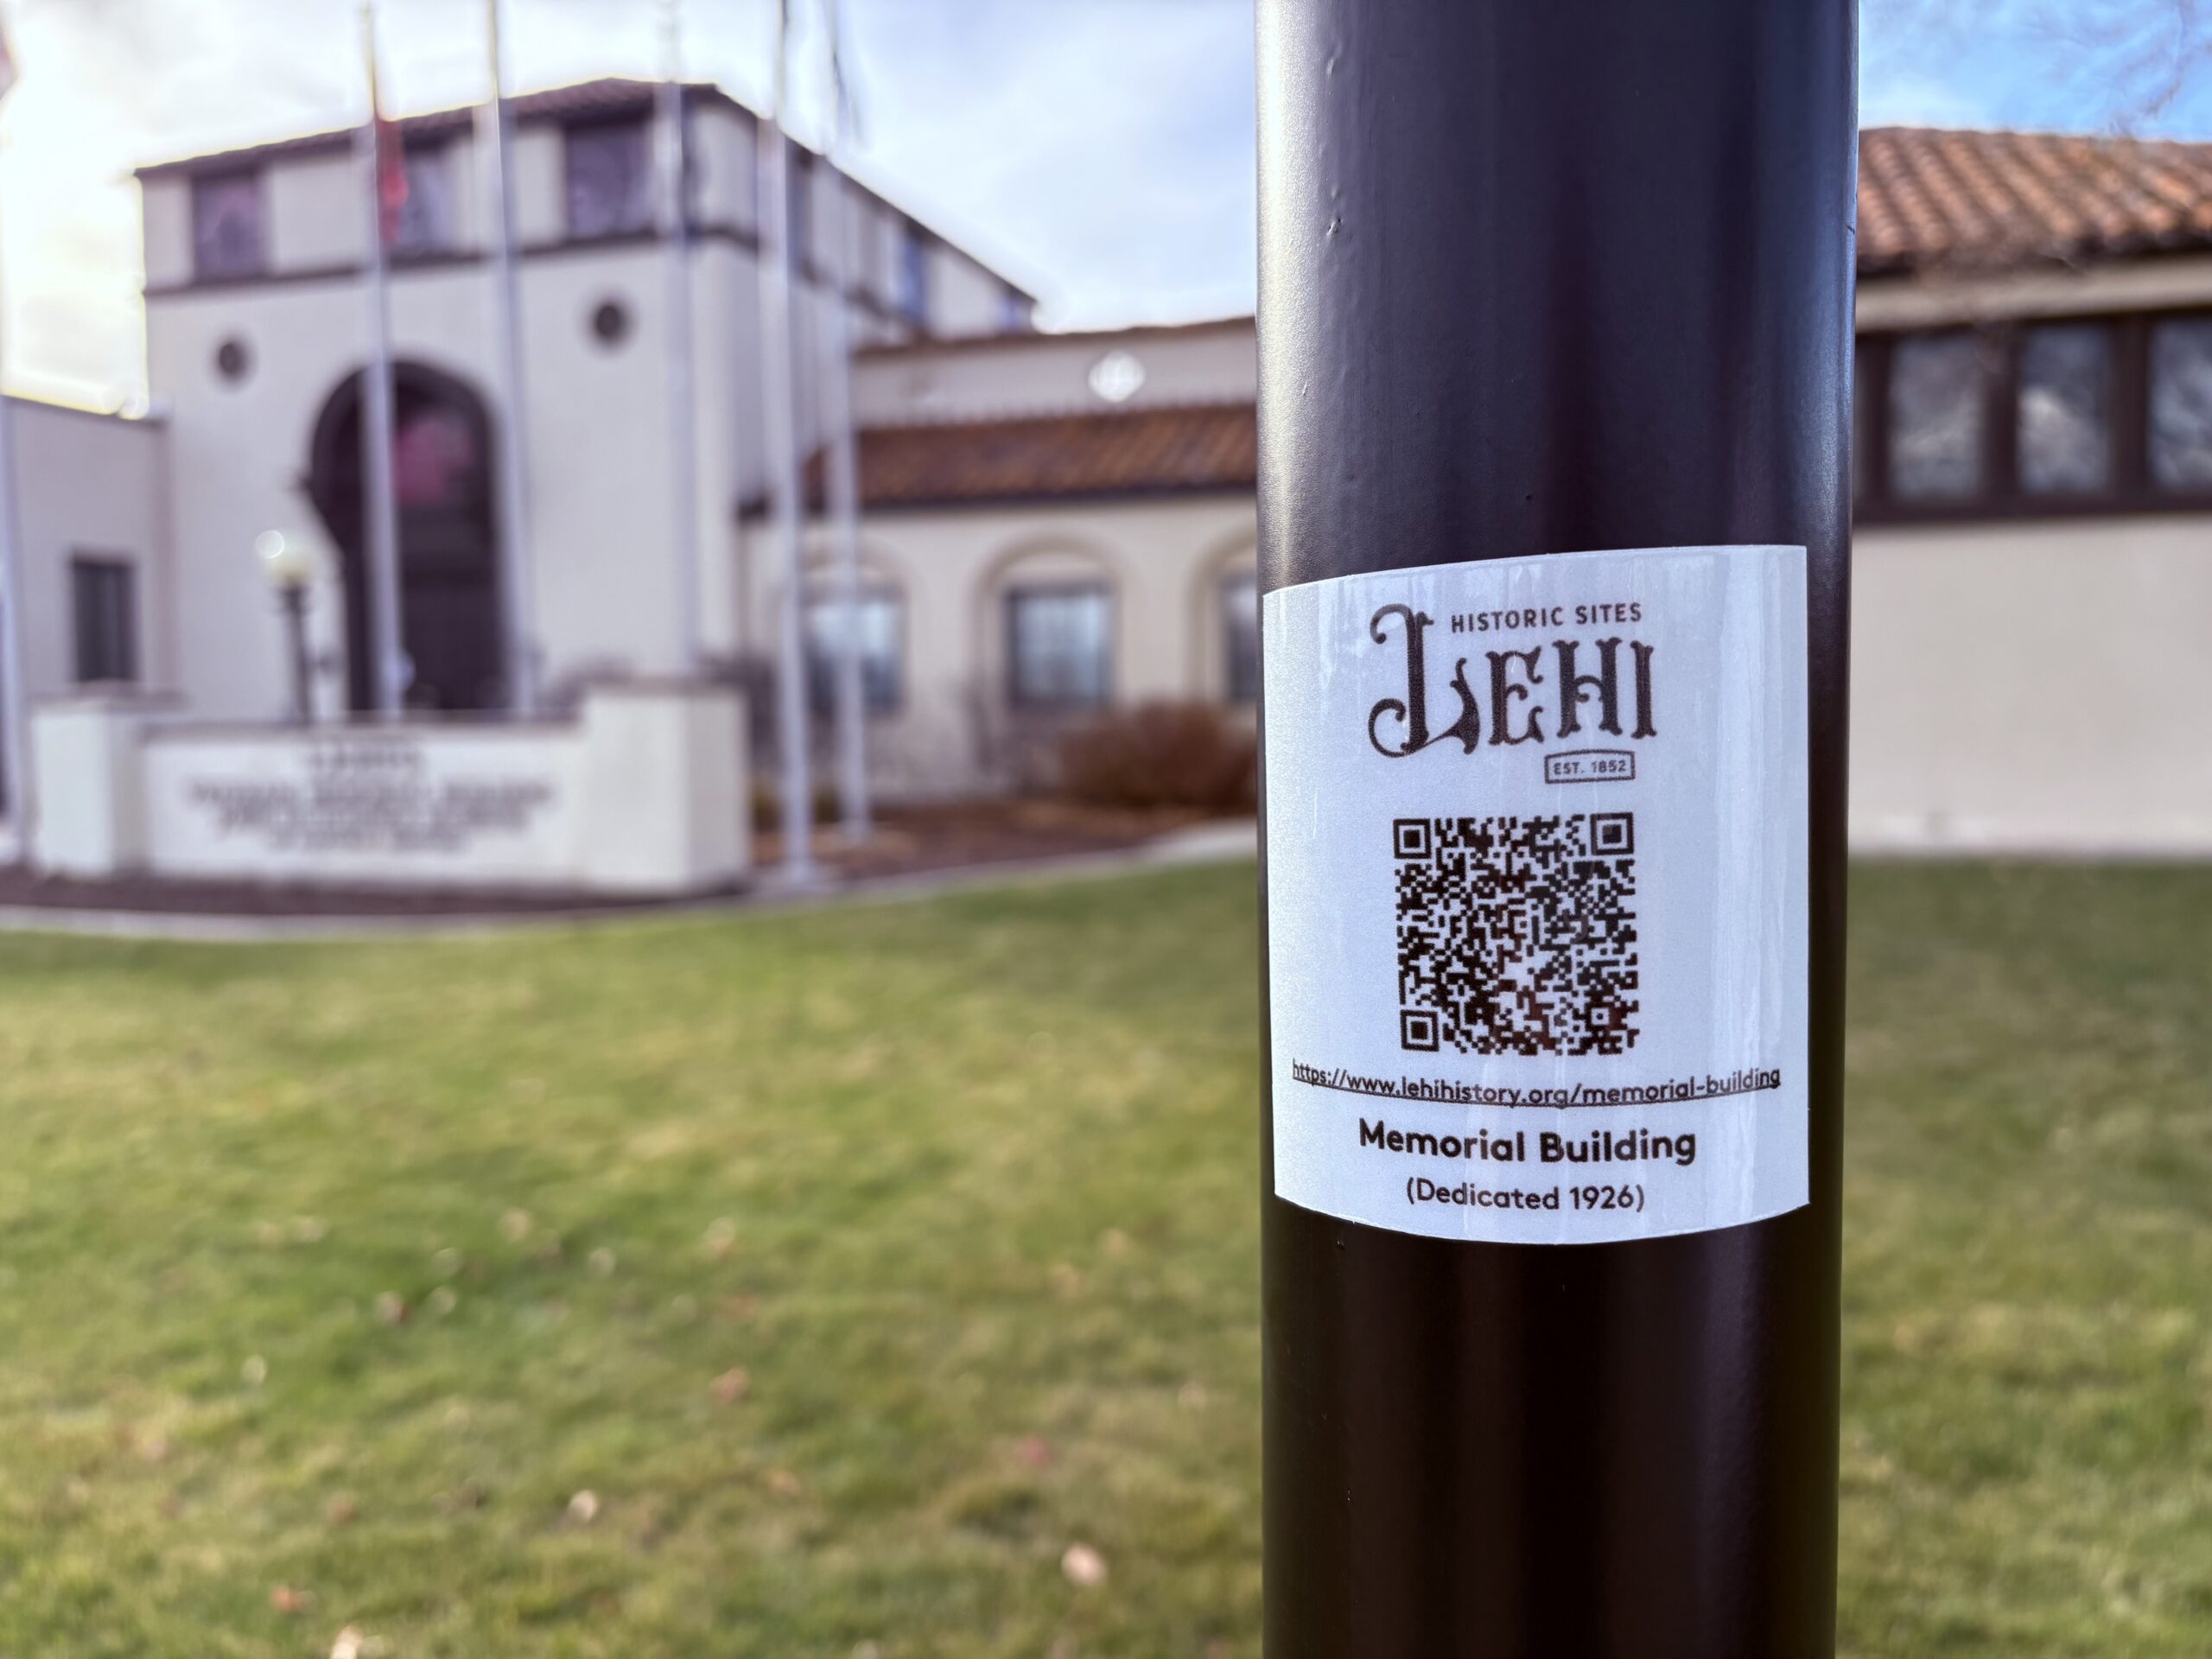 HISTORIC SITES
LEHI
EST. 1852
https://www.lehihistory.org/memorial-building
Memorial Building
(Dedicated 1926)